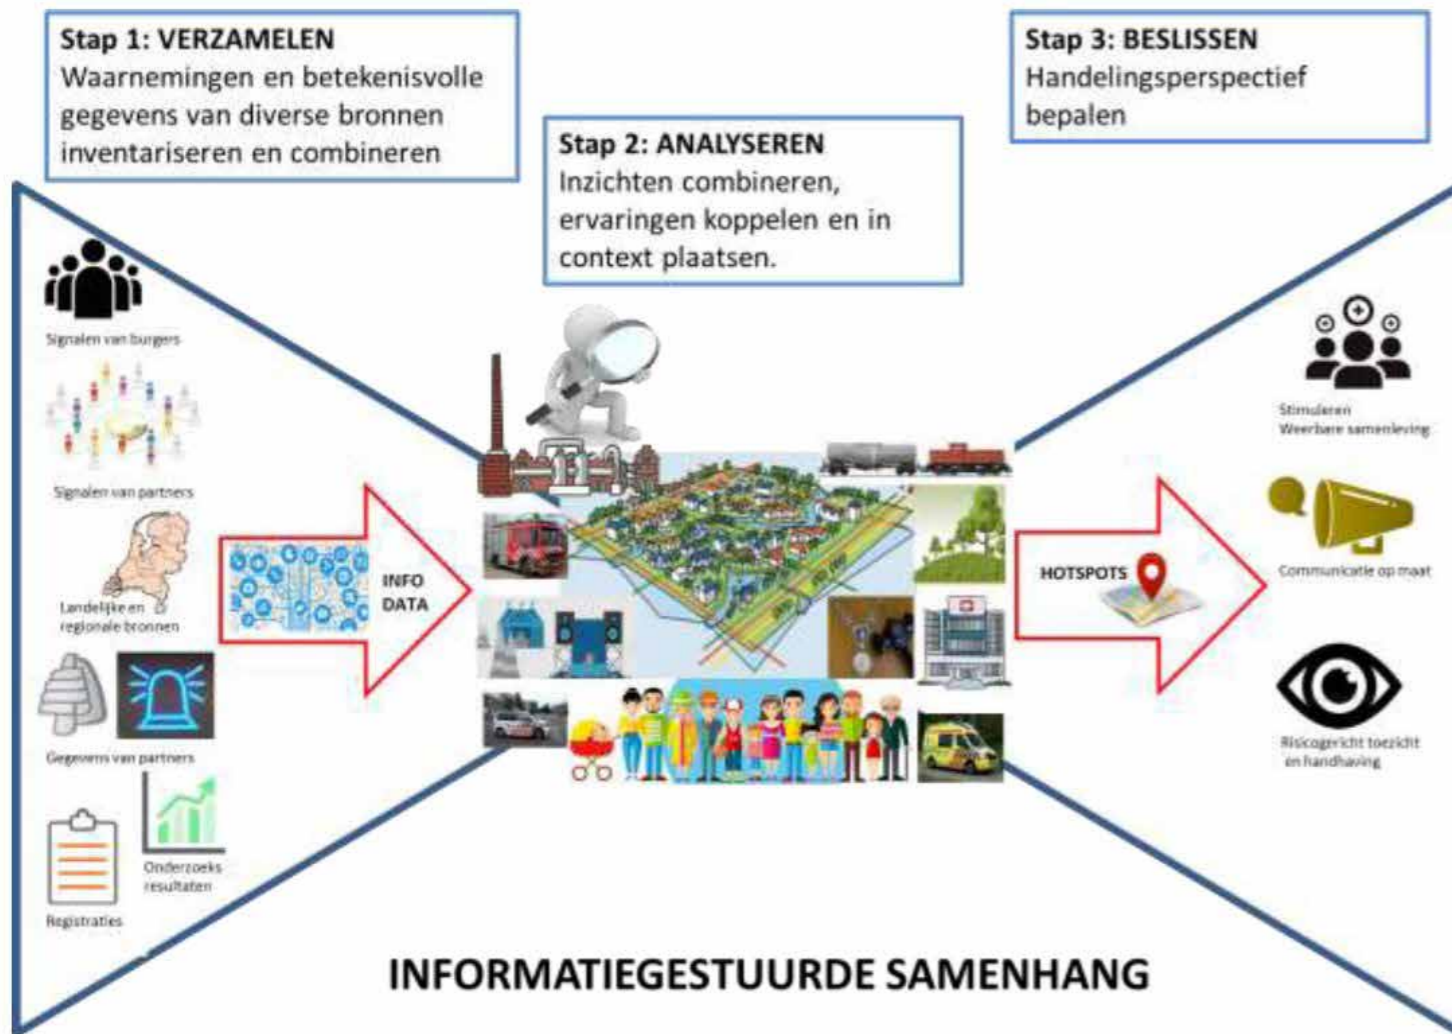 Stap 1: VERZAMELEN
Waarnemingen en betekenisvolle
gegevens van diverse bronnen
inventariseren en combineren
Stap 2: ANALYSEREN
Inzichten combineren,
ervaringen koppelen en in
context plaatsen.
Stap 3: BESLISSEN
Handelingsperspectief
bepalen
Signalen van burgers
Signalen van partners
Landelijke en
regionale bronnen
Gegevens van partners
Onderzoeks
resultaten
Registraties
INFO
DATA
HOTSPOTS
Stimuleren
Weerbare samenleving
Communicatie op maat
Risicogericht toezicht
en handhaving
INFORMATIEGESTUURDE SAMENHANG